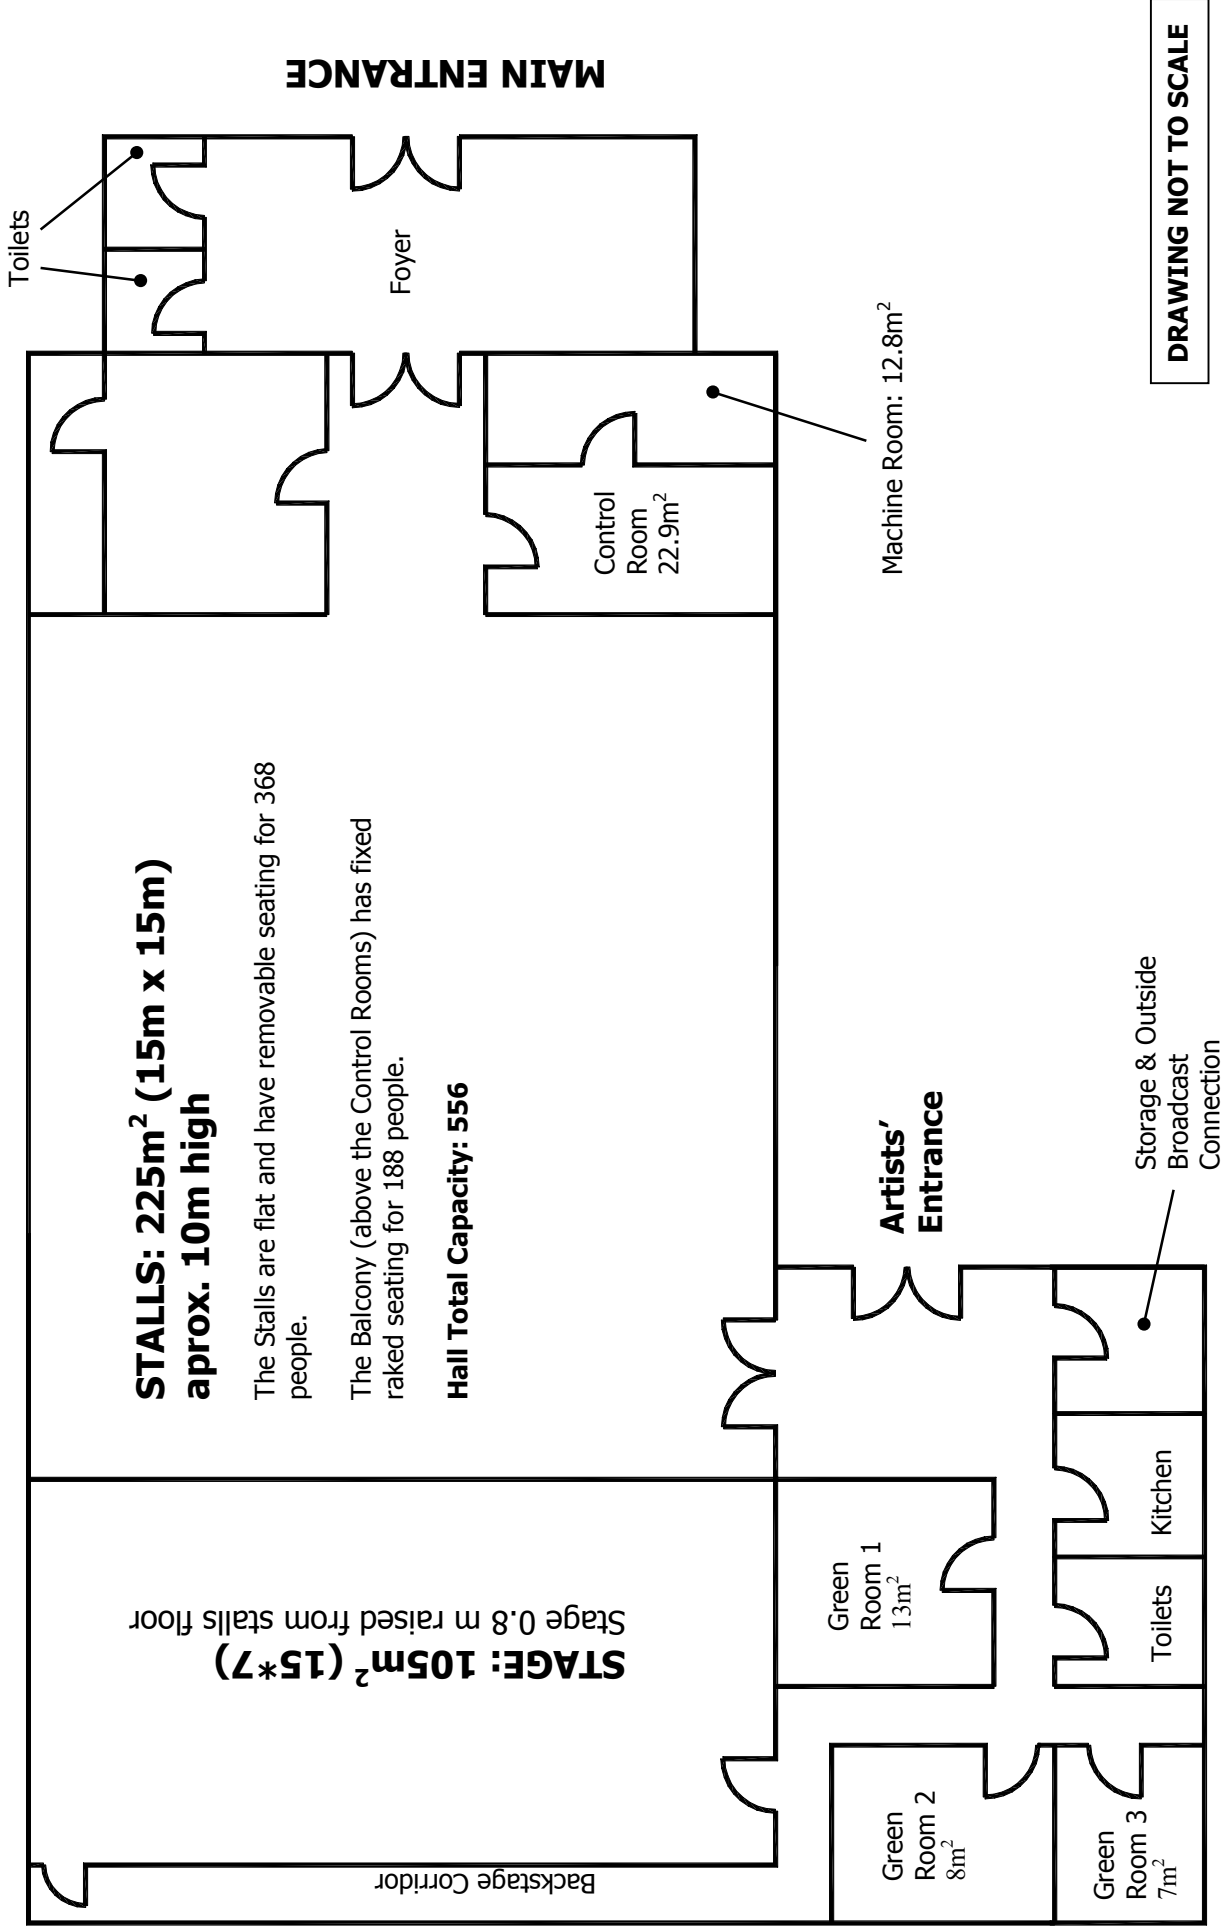 MAIN ENTRANCE
Toilets
Foyer
DRAWING NOT TO SCALE
Machine Room: 12.8m²
Control
Room
22.9m²
STALLS: 225m² (15m x 15m)
aprox. 10m high
The Stalls are flat and have removable seating for 368
people.
The Balcony (above the Control Rooms) has fixed
raked seating for 188 people.
Hall Total Capacity: 556
Artists’
Entrance
Storage & Outside
Broadcast
Connection
STAGE: 105m² (15*7)
Stage 0.8 m raised from stalls floor
Green
Room 1
13m²
Kitchen
Toilets
Backstage Corridor
Green
Room 2
8m²
Green
Room 3
7m²